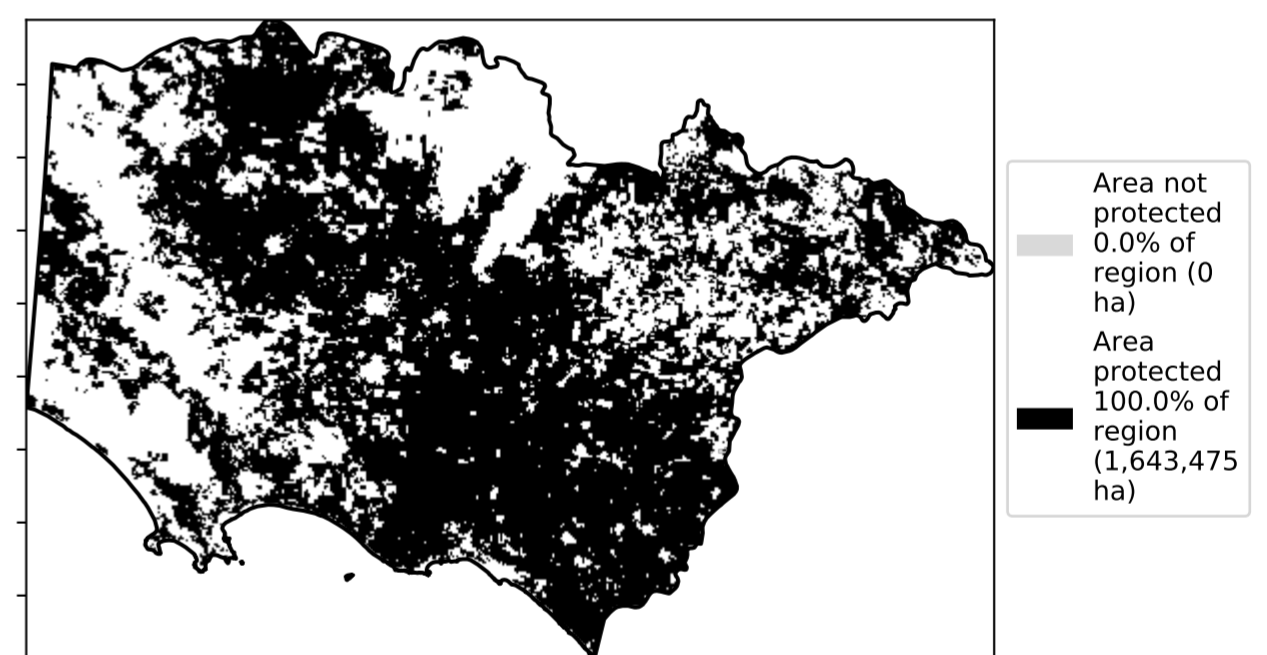 Area not
protected
0.0% of
region (0
ha)
Area
protected
100.0% of
region
(1,643,475
ha)